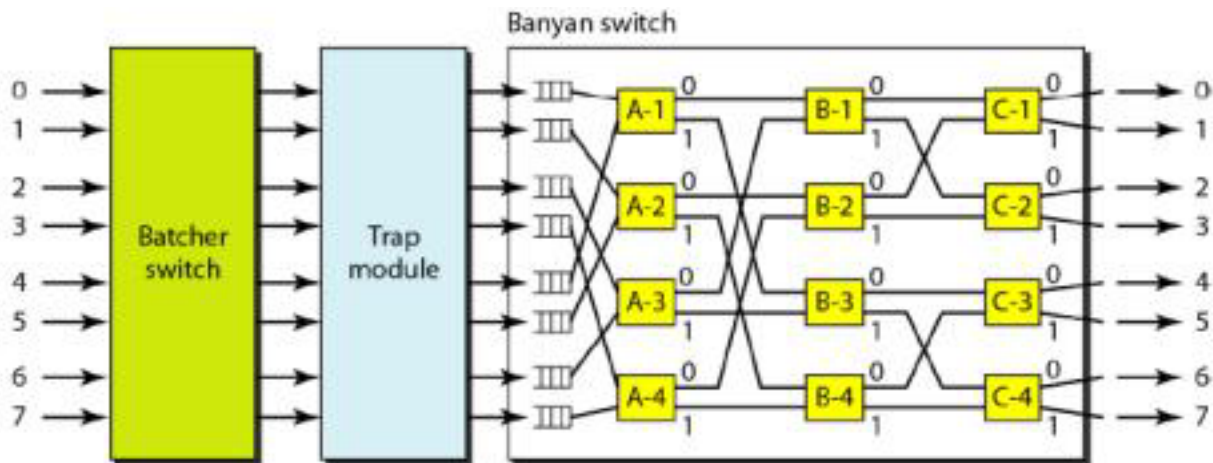 Banyan switch
0 0 0 0 0
A-1 B-1 C-1
1 1 1 1 1
2 0 0 0 2
A-2 B-2 C-2
3 1 1 1 3
Batcher switch
Trap module
4 0 0 0 4
A-3 B-3 C-3
5 1 1 1 5
6 0 0 0 6
A-4 B-4 C-4
7 1 1 1 7